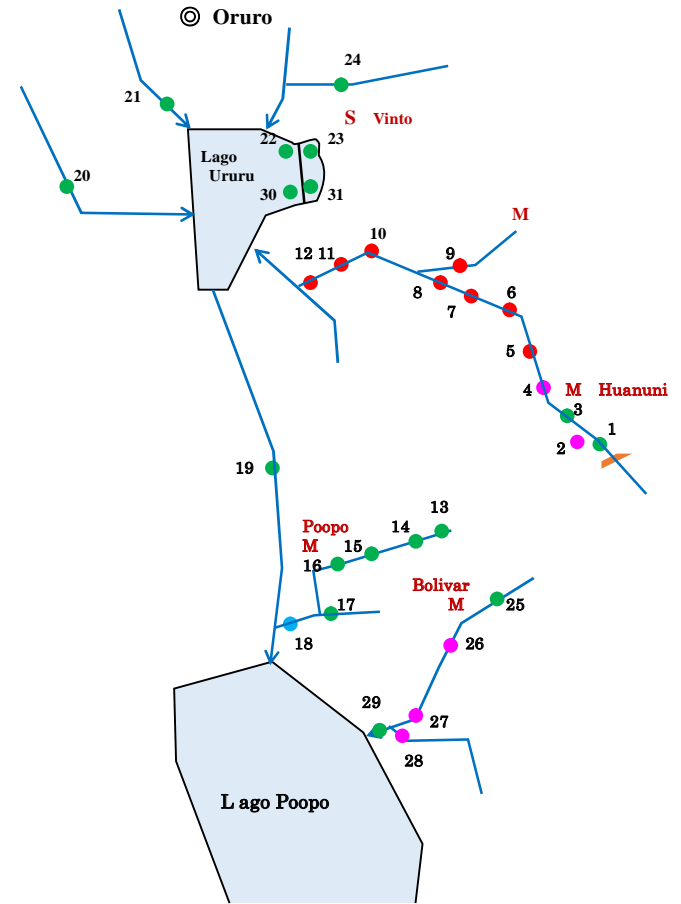 Oruro
24
21
S Vinto
22 23
Lago
Ururu
20
30 31
M
10
12 11 9
8
7
6
5
4 M Huanuni
3
1
2
19
13
Poopo
M
14
15
16
Bolivar
M
25
17
18
26
29
27
28
L ago Poopo